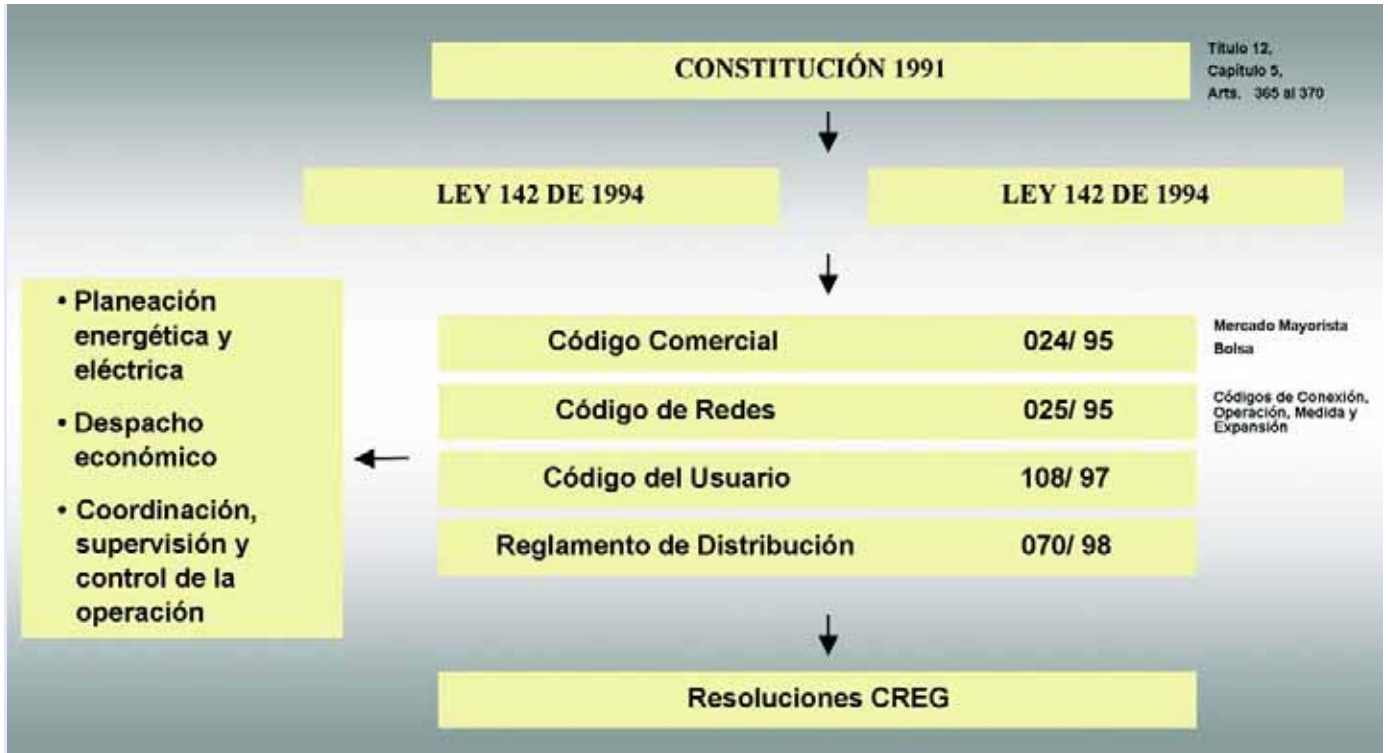 CONSTITUCIÓN 1991
Título 12,
Capítulo 5,
Arts. 365 al 370
LEY 142 DE 1994
LEY 142 DE 1994
• Planeación
energética y
eléctrica
• Despacho
económico
• Coordinación,
supervisión y
control de la
operación
Código Comercial 024/ 95
Mercado Mayorista
Bolsa
Código de Redes 025/ 95
Códigos de Conexión,
Operación, Medida y
Expansión
Código del Usuario 108/ 97
Reglamento de Distribución 070/ 98
Resoluciones CREG